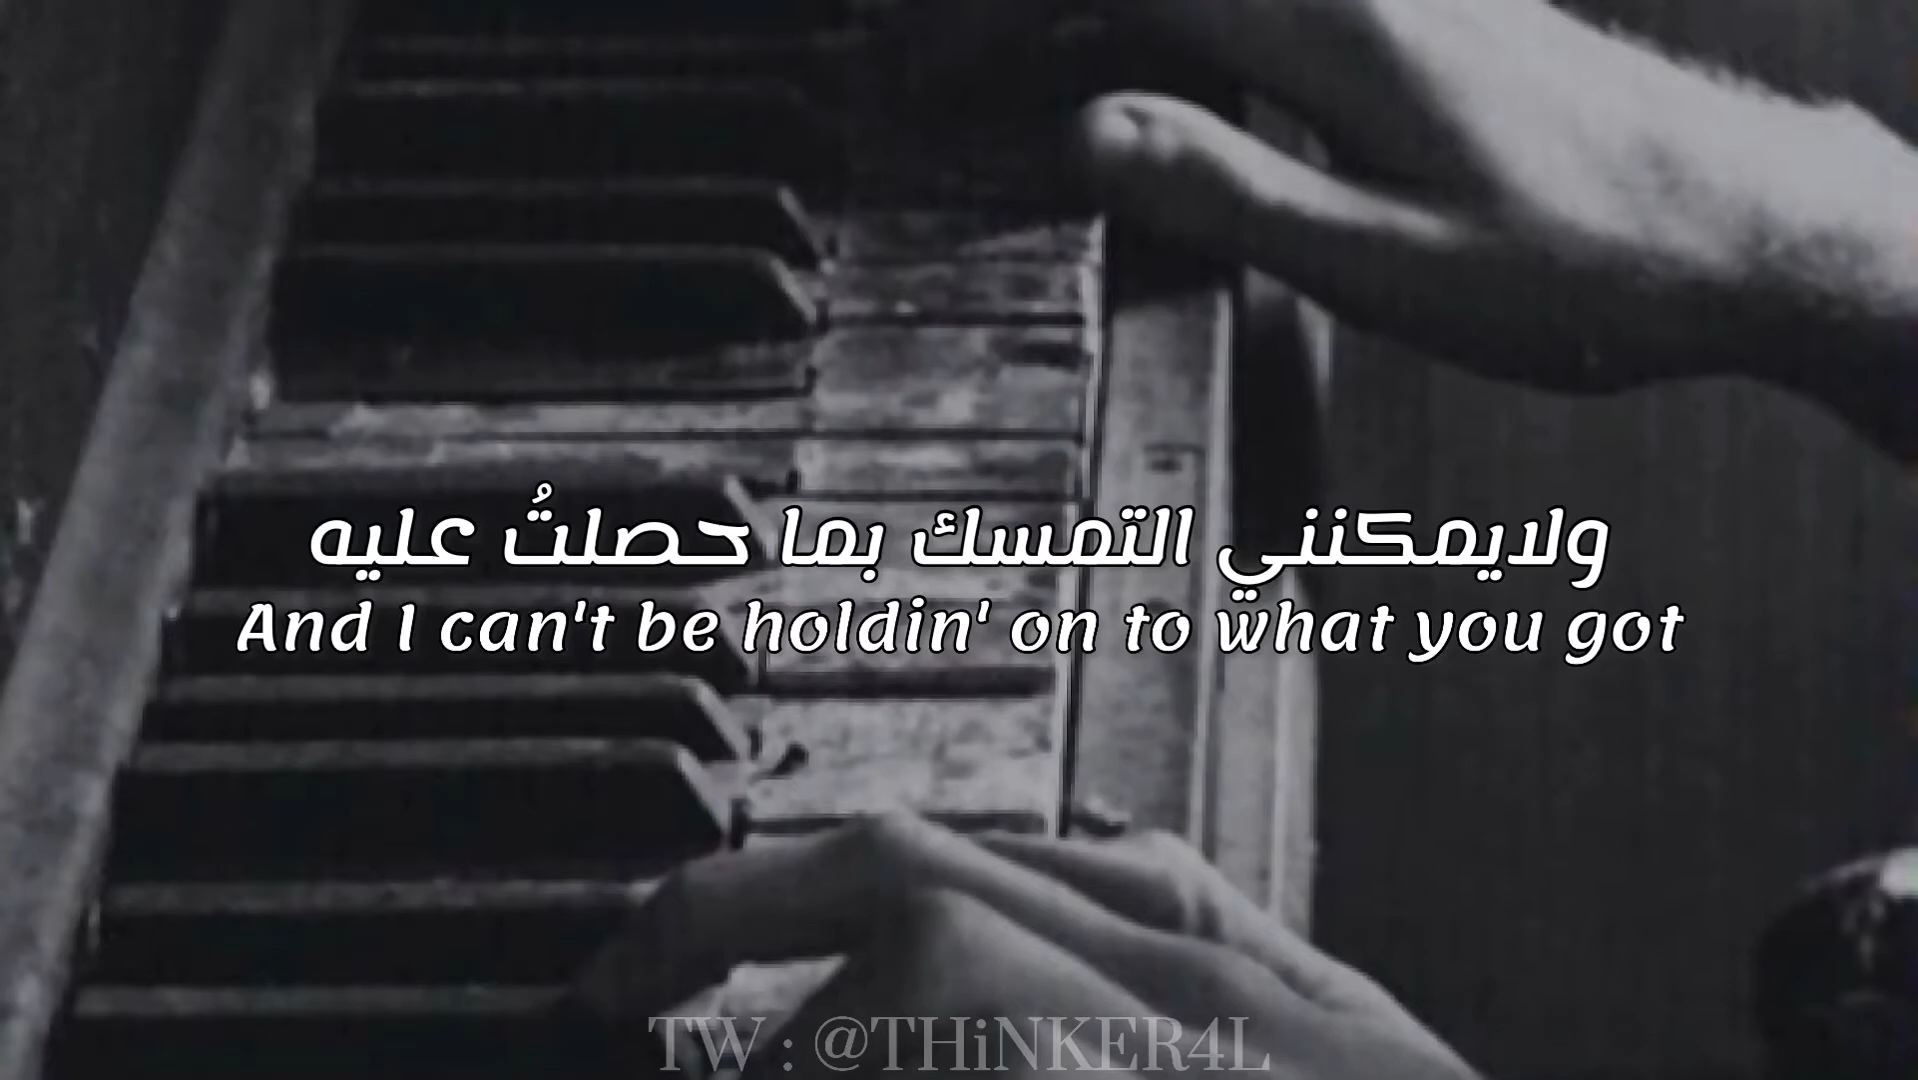 ولايمكنني التمسك بما حصلتُ عليه
And I can't be holdin' on to what you got
TW : @THiNKER4L